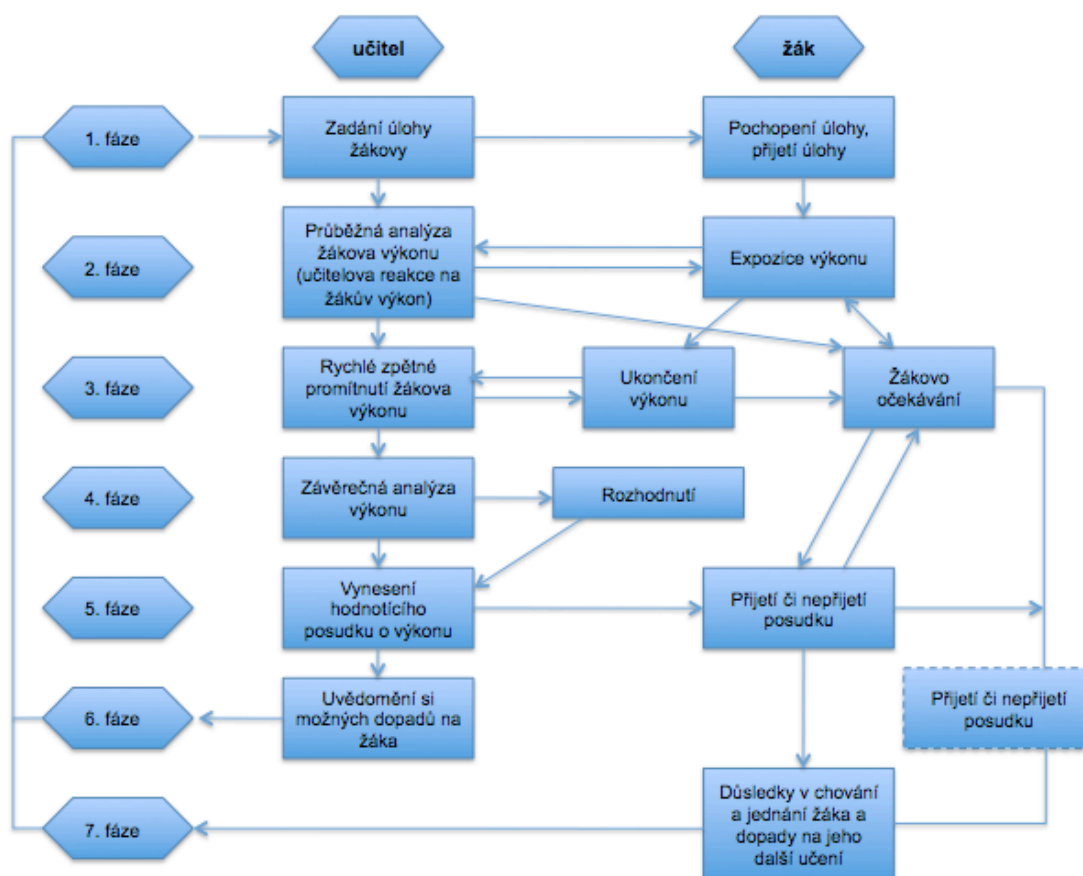 učitel
žák
1. fáze
Zadání úlohy
žákovy
Pochopení úlohy,
přijetí úlohy
2. fáze
Průběžná analýza
žákova výkonu
(učitelova reakce na
žákův výkon)
Expozice výkonu
3. fáze
Rychlé zpětné
promítnutí žákova
výkonu
Ukončení
výkonu
Žákovo
očekávání
4. fáze
Závěrečná analýza
výkonu
Rozhodnutí
5. fáze
Vynesení
hodnotícího
posudku o výkonu
Přijetí či nepřijetí
posudku
6. fáze
Uvědomění si
možných dopadů na
žáka
Přijetí či nepřijetí
posudku
7. fáze
Důsledky v chování
a jednání žáka a
dopady na jeho
další učení